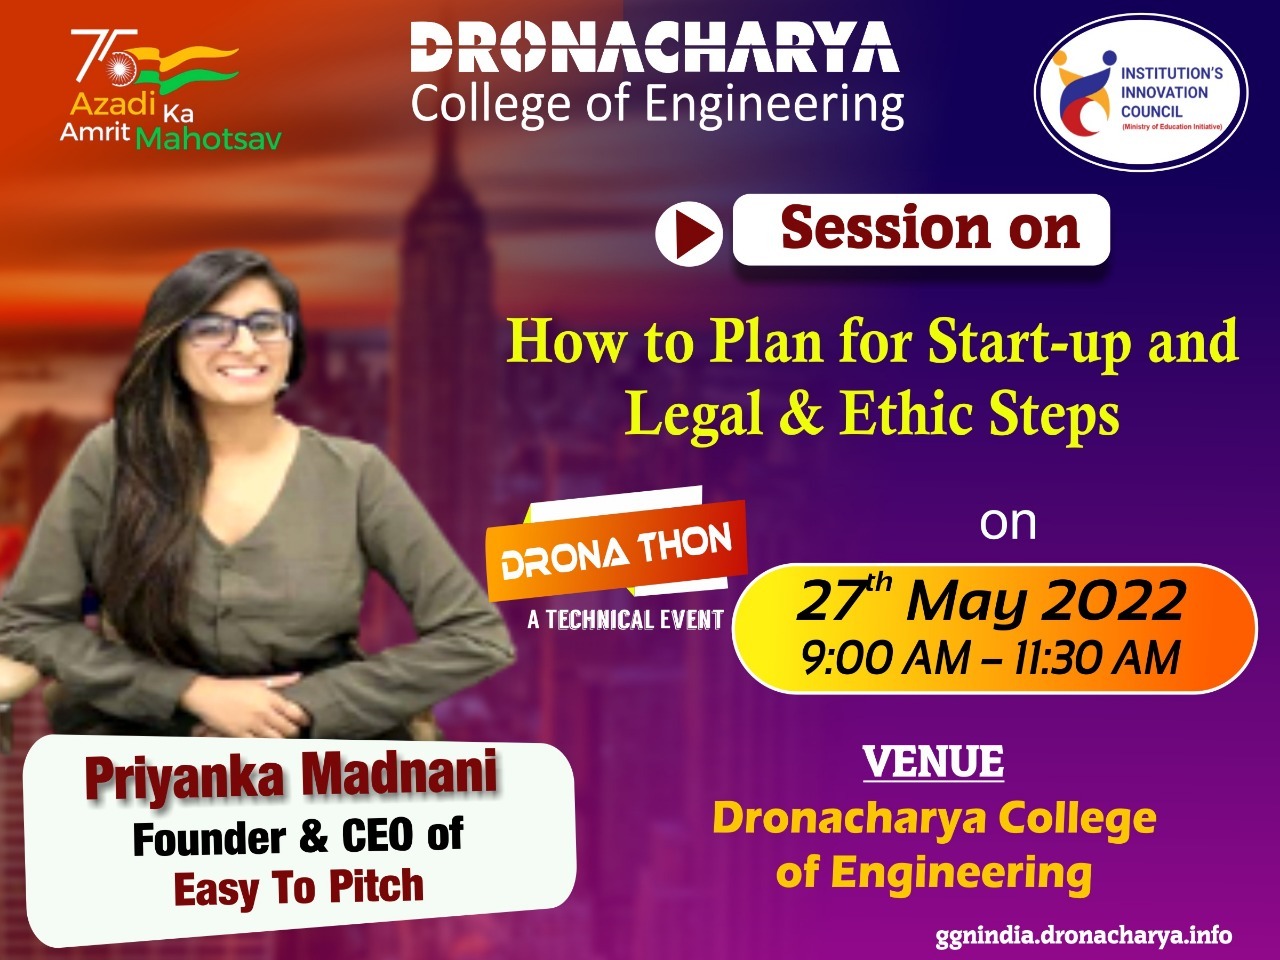 75
Azadi Ka
Amrit Mahotsav
DRONACHARYA
College of Engineering
INSTITUTION'S
INNOVATION
COUNCIL
(Ministry of Education Initiative)
Session on
How to Plan for Start-up and
Legal & Ethic Steps
DRONA THON
A TECHNICAL EVENT
on
27th May 2022
9:00 AM – 11:30 AM
Priyanka Madnani
Founder & CEO of
Easy To Pitch
VENUE
Dronacharya College
of Engineering
ggnindia.dronacharya.info